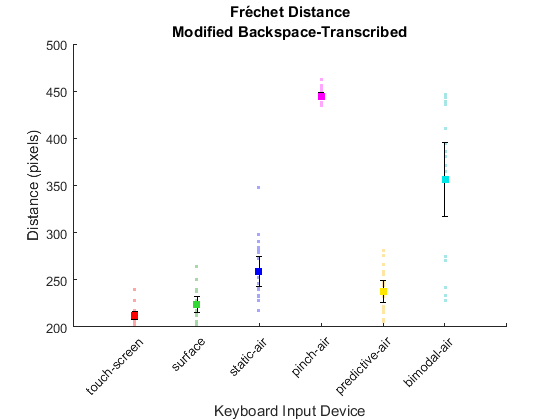 Fréchet Distance
Modified Backspace-Transcribed
Distance (pixels)
500
450
400
350
300
250
200
touch-screen
surface
static-air
pinch-air
predictive-air
bimodal-air
Keyboard Input Device